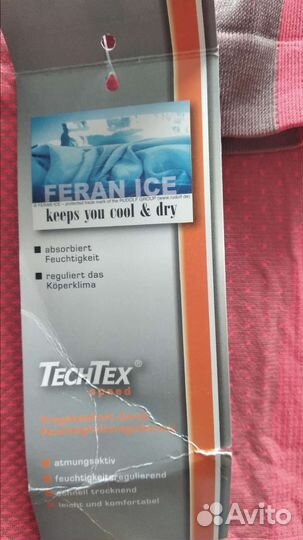 FERAN ICE
® FERAN ICE – protected trade mark of the RUDOLF GROUP (www.rudolf.de)
keeps you cool & dry
absorbiert
Feuchtigkeit
reguliert das
Köperklima
TECHTEX®
speed
atmungsaktiv
feuchtigkeitsregulierend
schnell trocknend
leicht und komfortabel
Avito